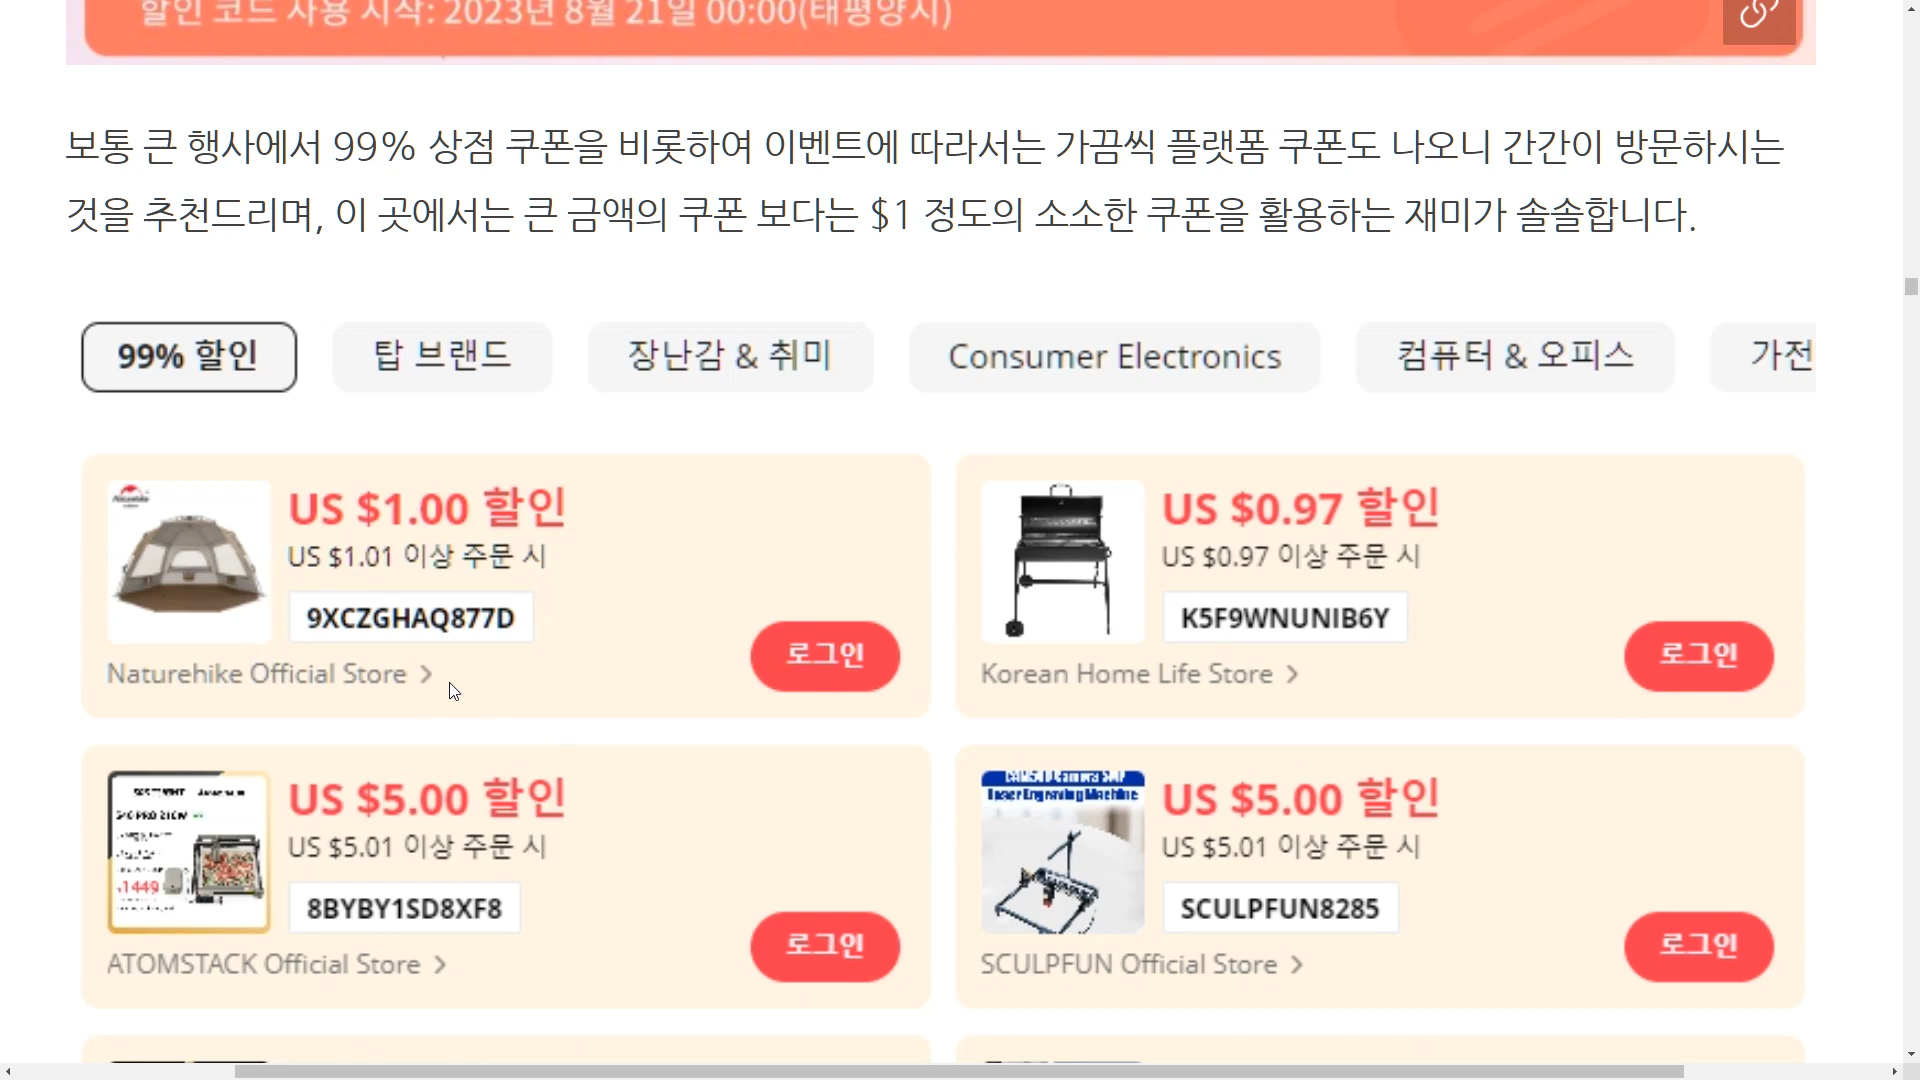 할인 코드 사용 시작: 2023년 8월 21일 00:00(태평양시)
보통 큰 행사에서 99% 상점 쿠폰을 비롯하여 이벤트에 따라서는 가끔씩 플랫폼 쿠폰도 나오니 간간이 방문하시는
것을 추천드리며, 이 곳에서는 큰 금액의 쿠폰 보다는 $1 정도의 소소한 쿠폰을 활용하는 재미가 솔솔합니다.
99% 할인
탑 브랜드
장난감 & 취미
Consumer Electronics
컴퓨터 & 오피스
가전
US $1.00 할인
US $1.01 이상 주문 시
9XCZGHAQ877D
로그인
Naturehike Official Store
US $0.97 할인
US $0.97 이상 주문 시
K5F9WNUNIB6Y
로그인
Korean Home Life Store
US $5.00 할인
US $5.01 이상 주문 시
8BYBY1SD8XF8
로그인
ATOMSTACK Official Store
1449
US $5.00 할인
US $5.01 이상 주문 시
SCULPFUN8285
로그인
SCULPFUN Official Store
Laser Engraving Machine